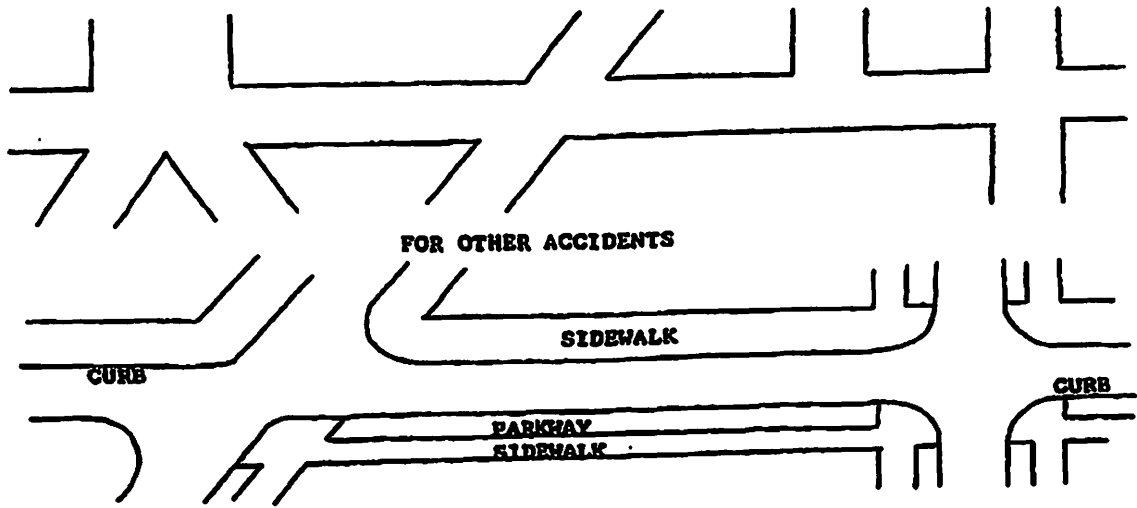 FOR OTHER ACCIDENTS
SIDEWALK
CURB
CURB
PARKWAY
SIDEWALK